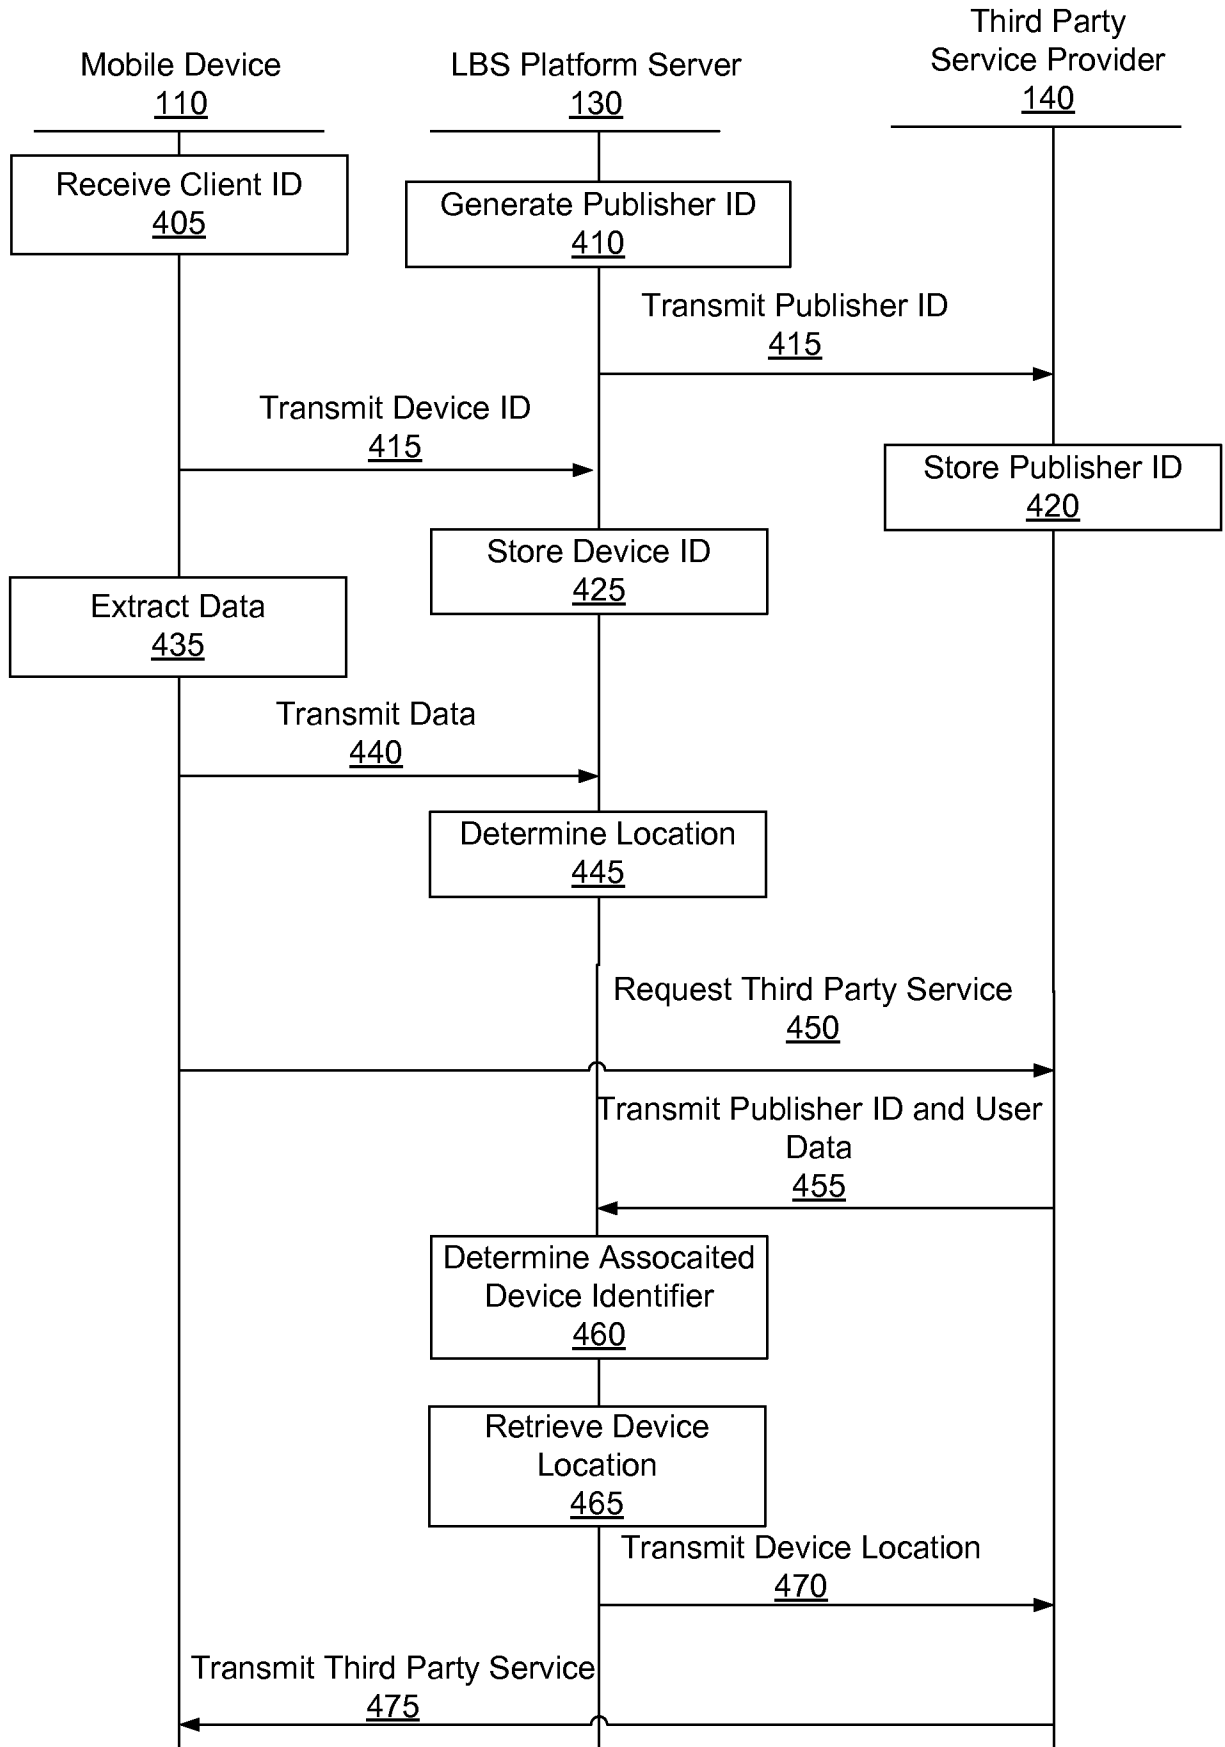 Mobile Device
110
LBS Platform Server
130
Third Party
Service Provider
140
Receive Client ID
405
Generate Publisher ID
410
Transmit Publisher ID
415
Transmit Device ID
415
Store Publisher ID
420
Store Device ID
425
Extract Data
435
Transmit Data
440
Determine Location
445
Request Third Party Service
450
Transmit Publisher ID and User
Data
455
Determine Assocaited
Device Identifier
460
Retrieve Device
Location
465
Transmit Device Location
470
Transmit Third Party Service
475